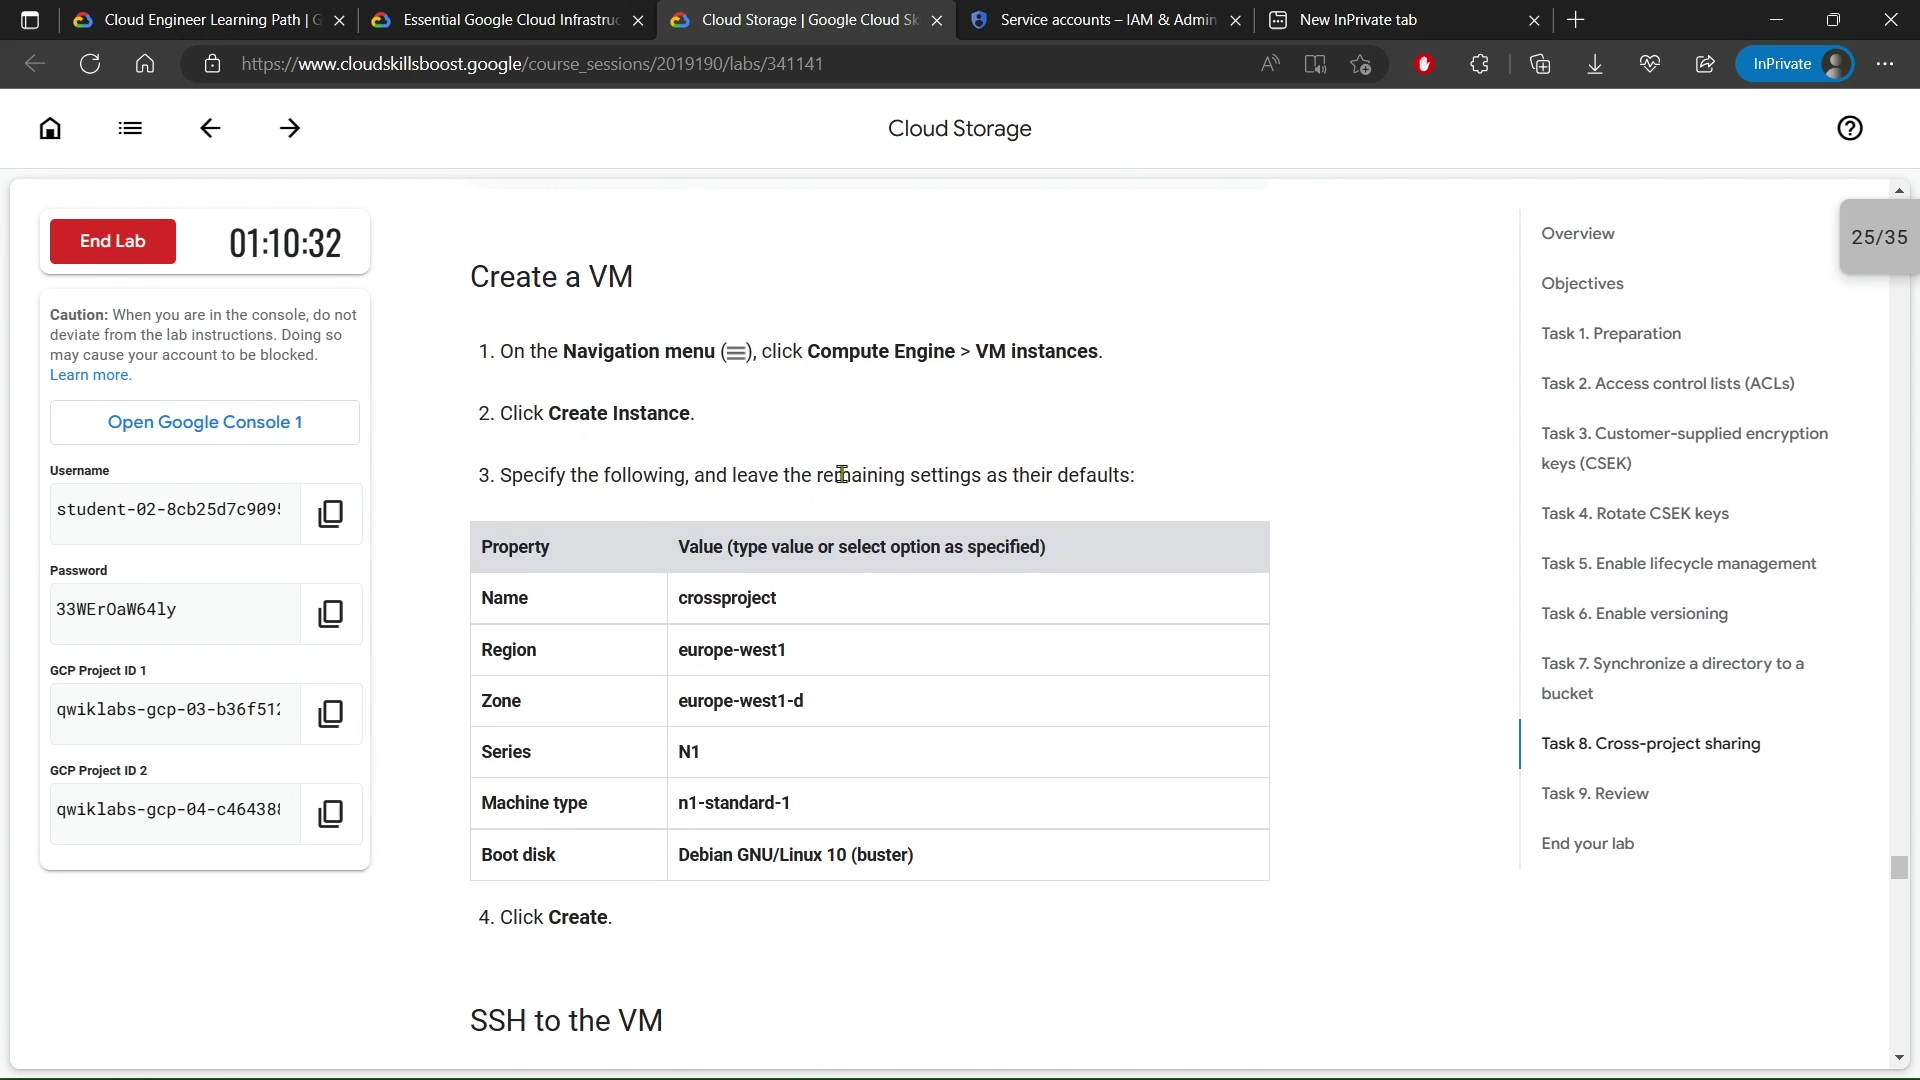 Cloud Engineer Learning Path | G
Essential Google Cloud Infrastruc
Cloud Storage | Google Cloud Sk
Service accounts – IAM & Admin
New InPrivate tab
https://www.cloudskillsboost.google/course_sessions/2019190/labs/341141
InPrivate
Cloud Storage
End Lab
01:10:32
Caution: When you are in the console, do not
deviate from the lab instructions. Doing so
may cause your account to be blocked.
Learn more.
Open Google Console 1
Username
student-02-8cb25d7c909
Password
33WErOaW64ly
GCP Project ID 1
qwiklabs-gcp-03-b36f512
GCP Project ID 2
qwiklabs-gcp-04-c46438
Create a VM
1. On the Navigation menu (≡), click Compute Engine > VM instances.
2. Click Create Instance.
3. Specify the following, and leave the remaining settings as their defaults:
Property Value (type value or select option as specified)
Name crossproject
Region europe-west1
Zone europe-west1-d
Series N1
Machine type n1-standard-1
Boot disk Debian GNU/Linux 10 (buster)
4. Click Create.
SSH to the VM
Overview
Objectives
Task 1. Preparation
Task 2. Access control lists (ACLs)
Task 3. Customer-supplied encryption
keys (CSEK)
Task 4. Rotate CSEK keys
Task 5. Enable lifecycle management
Task 6. Enable versioning
Task 7. Synchronize a directory to a
bucket
Task 8. Cross-project sharing
Task 9. Review
End your lab
25/35